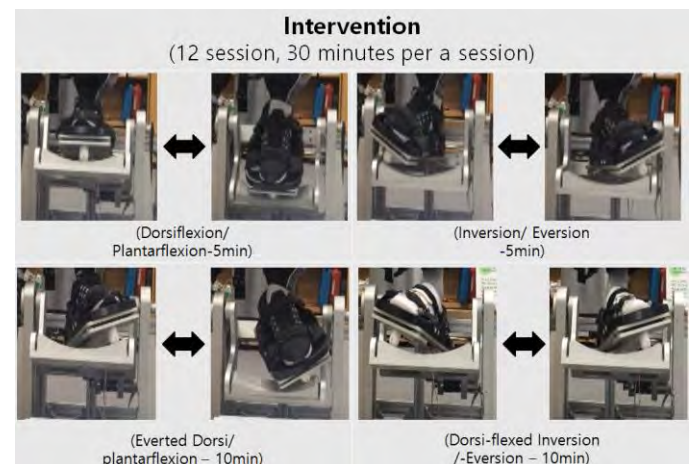 Intervention
(12 session, 30 minutes per a session)
(Dorsiflexion/
Plantarflexion-5min)
(Inversion/ Eversion
-5min)
(Everted Dorsi/
plantarflexion – 10min)
(Dorsi-flexed Inversion
/-Eversion – 10min)